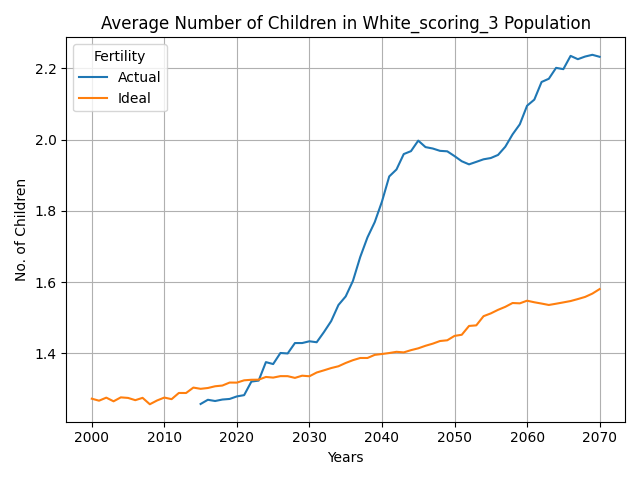 Average Number of Children in White_scoring_3 Population
Fertility
Actual
Ideal
No. of Children
2.2
2.0
1.8
1.6
1.4
2000 2010 2020 2030 2040 2050 2060 2070
Years